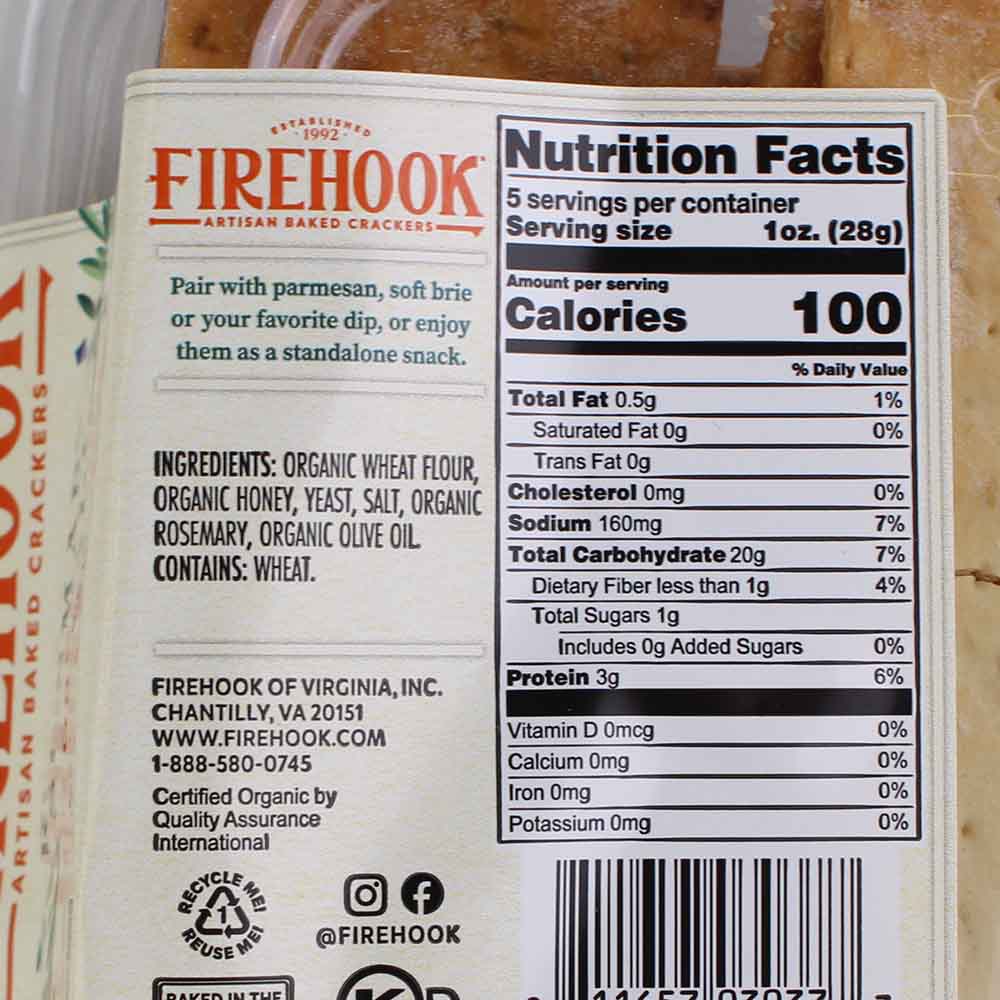 ESTABLISHED
· 1992 ·
FIREHOOK
ARTISAN BAKED CRACKERS
Pair with parmesan, soft brie
or your favorite dip, or enjoy
them as a standalone snack.
INGREDIENTS: ORGANIC WHEAT FLOUR,
ORGANIC HONEY, YEAST, SALT, ORGANIC
ROSEMARY, ORGANIC OLIVE OIL.
CONTAINS: WHEAT.
FIREHOOK OF VIRGINIA, INC.
CHANTILLY, VA 20151
WWW.FIREHOOK.COM
1-888-580-0745
Certified Organic by
Quality Assurance
International
RECYCLE ME!
1
REUSE ME!
@FIREHOOK
BAKED IN THE
K D
Nutrition Facts
5 servings per container
Serving size 1oz. (28g)
Amount per serving
Calories 100
% Daily Value
Total Fat 0.5g 1%
Saturated Fat 0g 0%
Trans Fat 0g
Cholesterol 0mg 0%
Sodium 160mg 7%
Total Carbohydrate 20g 7%
Dietary Fiber less than 1g 4%
Total Sugars 1g
Includes 0g Added Sugars 0%
Protein 3g 6%
Vitamin D 0mcg 0%
Calcium 0mg 0%
Iron 0mg 0%
Potassium 0mg 0%
ARTISAN BAKED CRACKERS